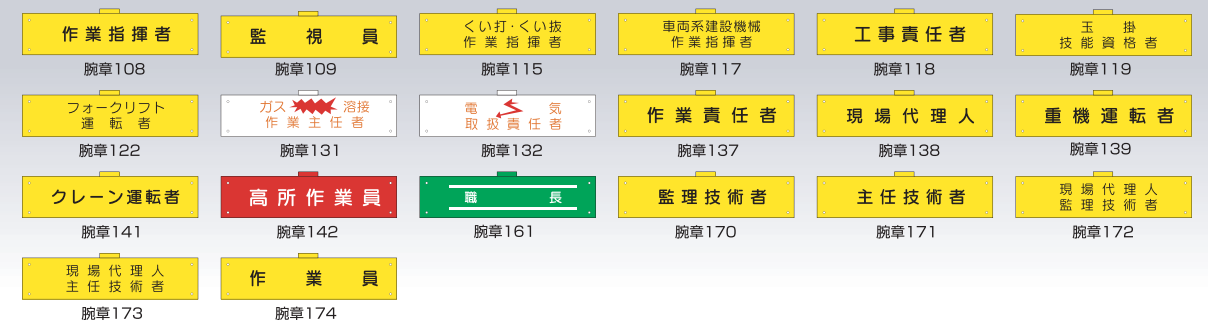 作業指揮者
腕章108
監視員
腕章109
くい打・くい抜
作業指揮者
腕章115
車両系建設機械
作業指揮者
腕章117
工事責任者
腕章118
玉掛
技能資格者
腕章119
フォークリフト
運転者
腕章122
ガス 溶接
作業主任者
腕章131
電気
取扱責任者
腕章132
作業責任者
腕章137
現場代理人
腕章138
重機運転者
腕章139
クレーン運転者
腕章141
高所作業員
腕章142
職長
腕章161
監理技術者
腕章170
主任技術者
腕章171
現場代理人
監理技術者
腕章172
現場代理人
主任技術者
腕章173
作業員
腕章174